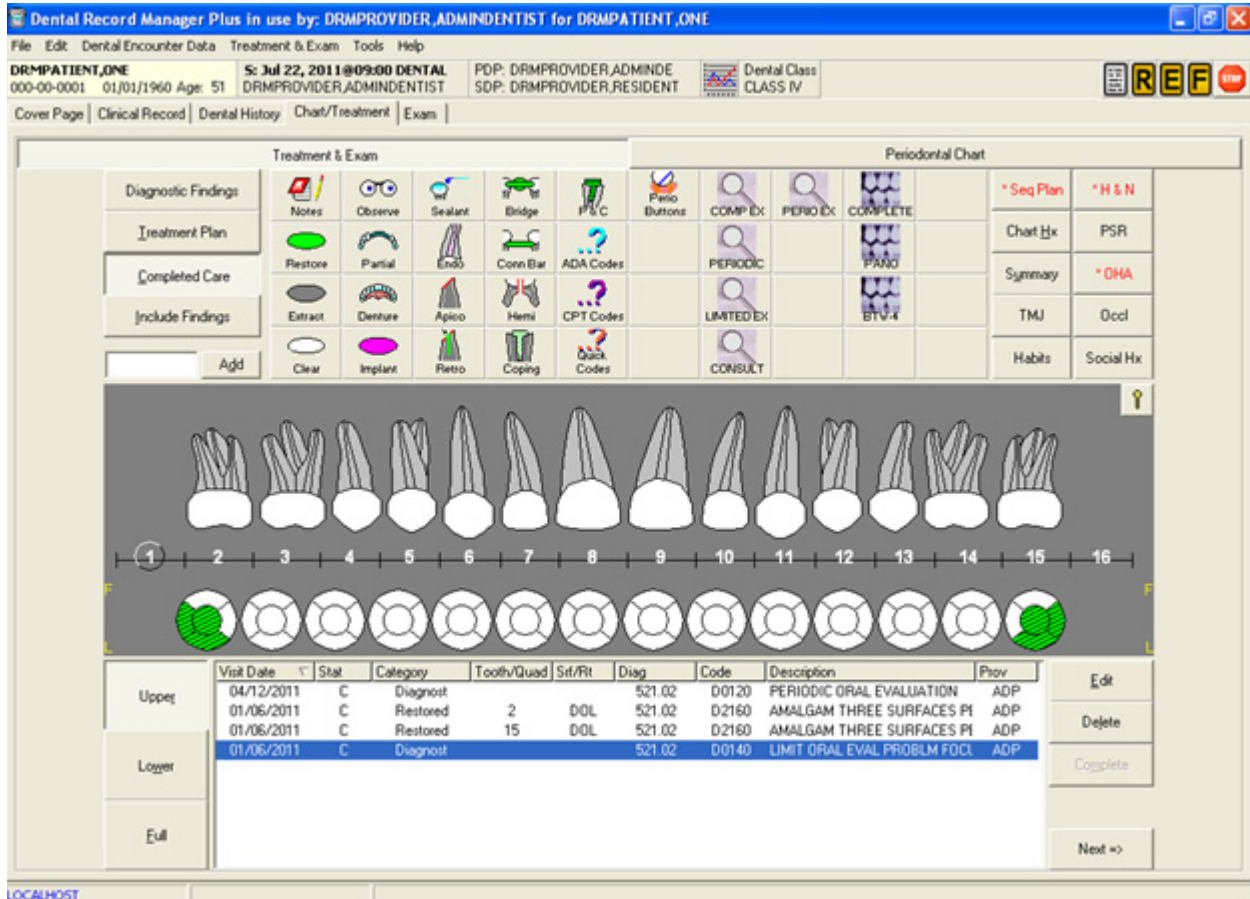 Dental Record Manager Plus in use by: DRMPROVIDER,ADMINDENTIST for DRMPATIENT,ONE
File Edit Dental Encounter Data Treatment & Exam Tools Help
DRMPATIENT,ONE S: Jul 22, 2011@09:00 DENTAL PDP: DRMPROVIDER,ADMINDE Dental Class
000-00-0001 01/01/1960 Age: 51 DRMPROVIDER,ADMINDENTIST SDP: DRMPROVIDER,RESIDENT CLASS IV R E F STOP
Cover Page Clinical Record Dental History Chart/Treatment Exam
Treatment & Exam Periodontal Chart
Diagnostic Findings Notes Observe Sealant Bridge P & C Perio Buttons COMP EX PERIO EX COMPLETE * Seq Plan * H & N
Treatment Plan Restore Partial Endo Conn Bar ADA Codes PERIODIC PANO Chart Hx PSR
Completed Care Extract Denture Apico Hemi CPT Codes LIMITED EX BTW-4 Summary * OHA
Include Findings TMJ Occl
Add Clear Implant Retro Coping Quick Codes CONSULT Habits Social Hx
1 2 3 4 5 6 7 8 9 10 11 12 13 14 15 16
F F
L L
Visit Date Stat Category Tooth/Quad Srf/Rt Diag Code Description Prov
04/12/2011 C Diagnost 521.02 D0120 PERIODIC ORAL EVALUATION ADP
01/06/2011 C Restored 2 DOL 521.02 D2160 AMALGAM THREE SURFACES PE ADP
01/06/2011 C Restored 15 DOL 521.02 D2160 AMALGAM THREE SURFACES PE ADP
01/06/2011 C Diagnost 521.02 D0140 LIMIT ORAL EVAL PROBLM FOCU ADP
Upper
Lower
Full
Edit
Delete
Complete
Next =>
LOCALHOST